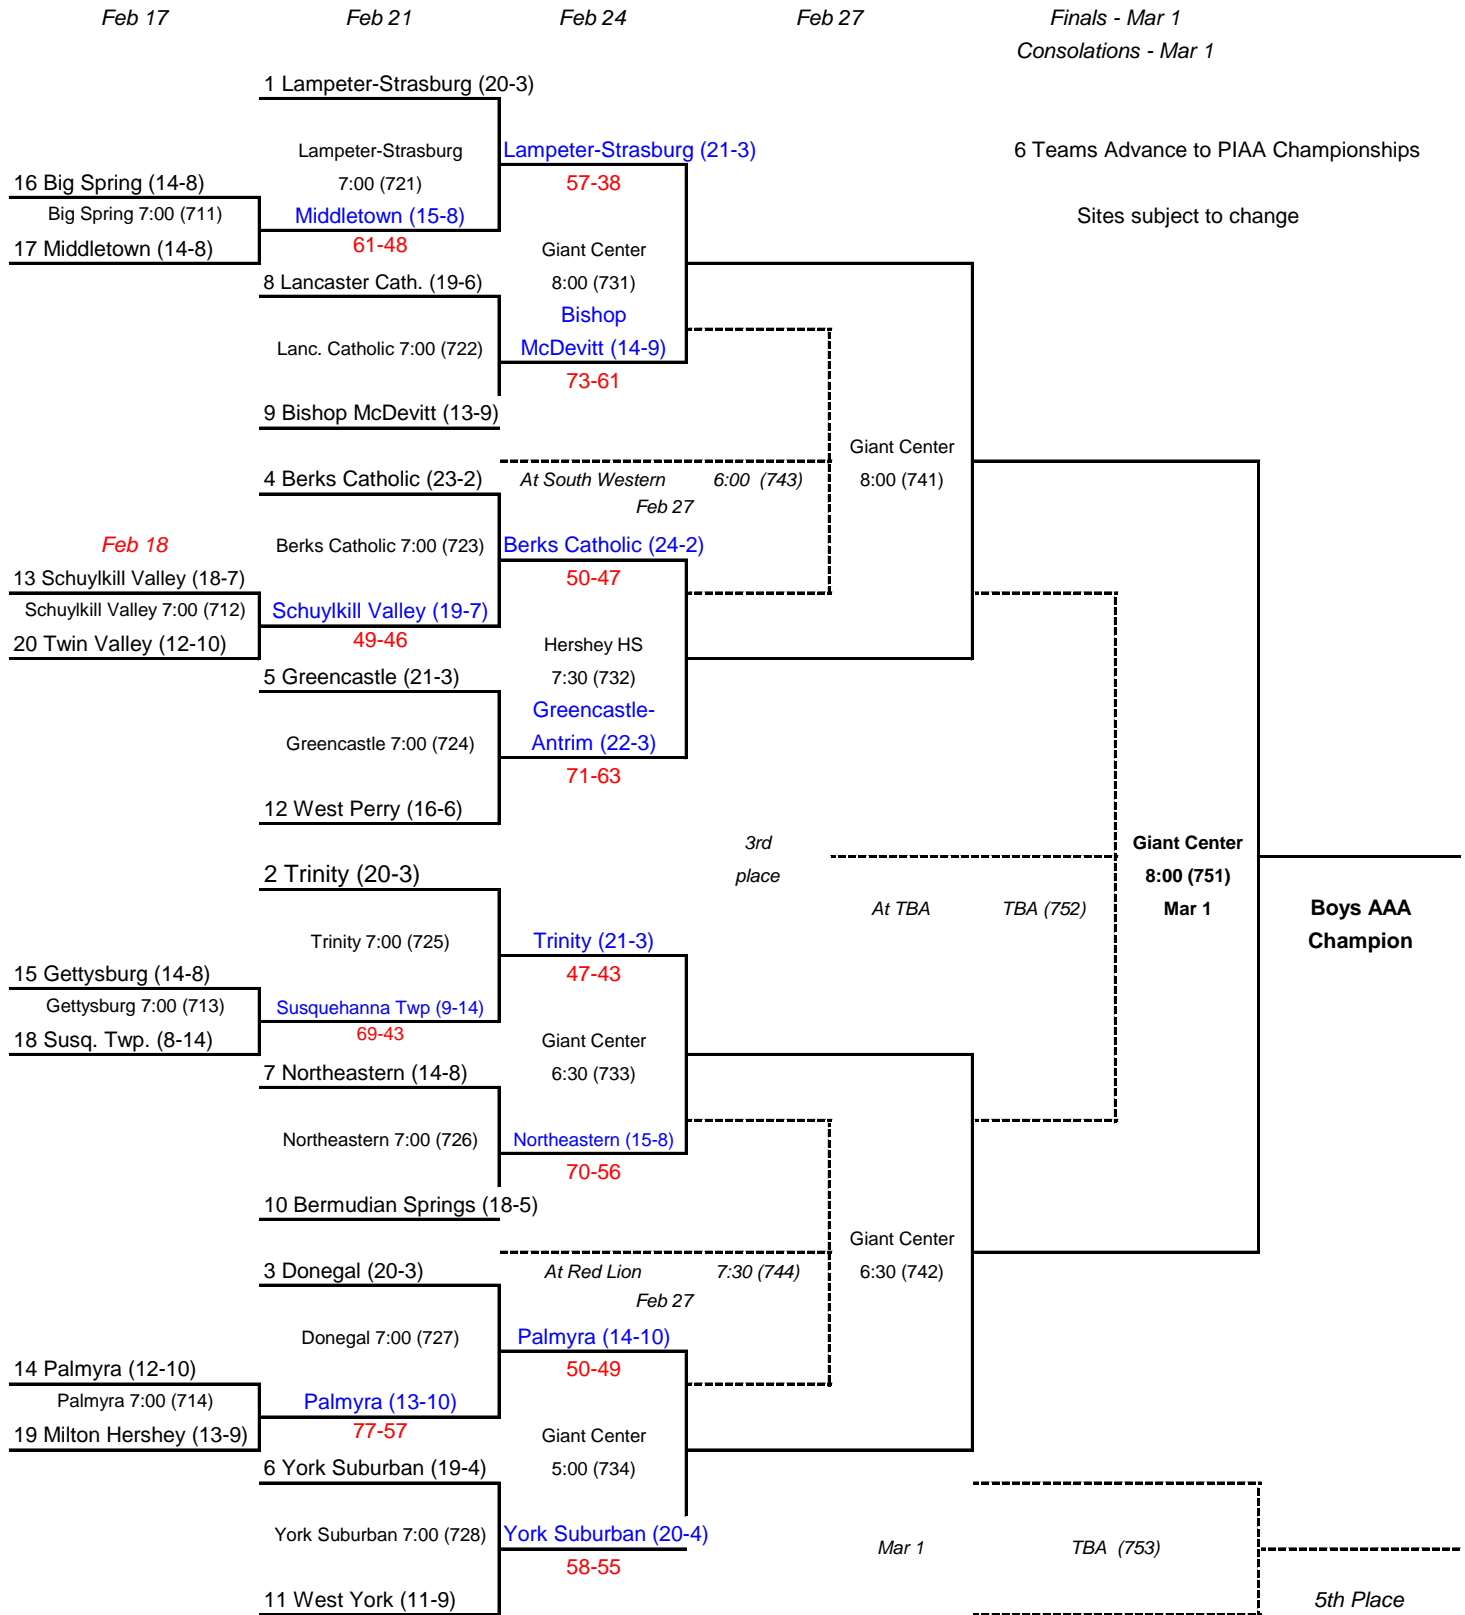 Feb 17 Feb 21 Feb 24 Feb 27 Finals - Mar 1
Consolations - Mar 1
1 Lampeter-Strasburg (20-3)
Lampeter-Strasburg Lampeter-Strasburg (21-3) 6 Teams Advance to PIAA Championships
16 Big Spring (14-8) 7:00 (721) 57-38
Big Spring 7:00 (711) Middletown (15-8) Sites subject to change
17 Middletown (14-8) 61-48 Giant Center
8 Lancaster Cath. (19-6) 8:00 (731)
Bishop
Lanc. Catholic 7:00 (722) McDevitt (14-9)
73-61
9 Bishop McDevitt (13-9)
Giant Center
4 Berks Catholic (23-2) At South Western 6:00 (743) 8:00 (741)
Feb 27
Feb 18 Berks Catholic 7:00 (723) Berks Catholic (24-2)
13 Schuylkill Valley (18-7) 50-47
Schuylkill Valley 7:00 (712) Schuylkill Valley (19-7)
20 Twin Valley (12-10) 49-46 Hershey HS
5 Greencastle (21-3) 7:30 (732)
Greencastle-
Greencastle 7:00 (724) Antrim (22-3)
71-63
12 West Perry (16-6)
3rd Giant Center
2 Trinity (20-3) place 8:00 (751)
At TBA TBA (752) Mar 1 Boys AAA
Trinity 7:00 (725) Trinity (21-3) Champion
15 Gettysburg (14-8) 47-43
Gettysburg 7:00 (713) Susquehanna Twp (9-14)
18 Susq. Twp. (8-14) 69-43 Giant Center
7 Northeastern (14-8) 6:30 (733)
Northeastern 7:00 (726) Northeastern (15-8)
70-56
10 Bermudian Springs (18-5)
Giant Center
3 Donegal (20-3) At Red Lion 7:30 (744) 6:30 (742)
Feb 27
Donegal 7:00 (727) Palmyra (14-10)
14 Palmyra (12-10) 50-49
Palmyra 7:00 (714) Palmyra (13-10)
19 Milton Hershey (13-9) 77-57 Giant Center
6 York Suburban (19-4) 5:00 (734)
York Suburban 7:00 (728) York Suburban (20-4) Mar 1 TBA (753)
58-55
11 West York (11-9) 5th Place